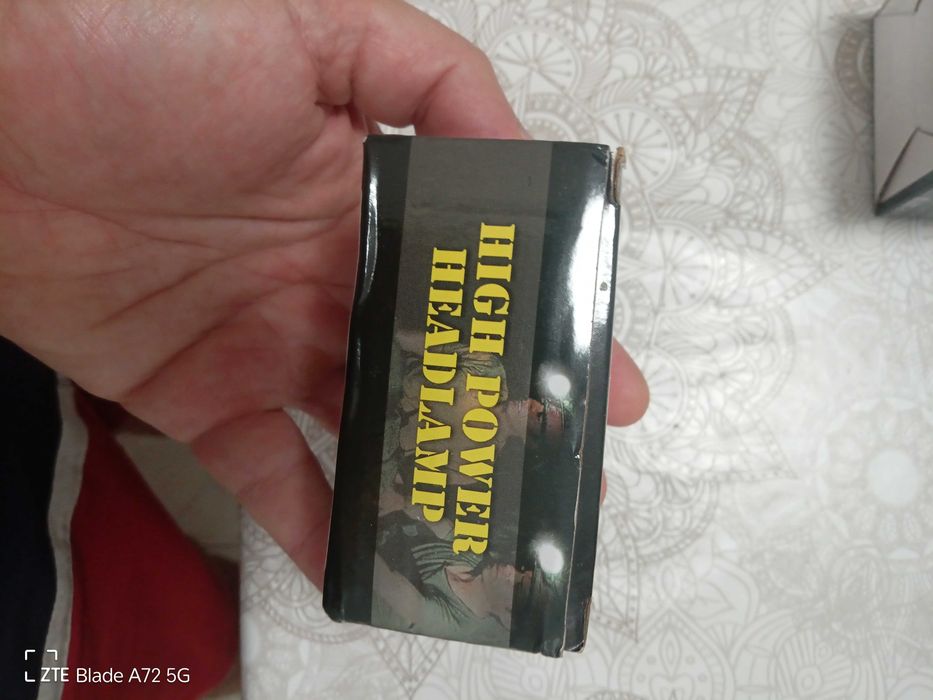 HIGH POWER
HEADLAMP
ZTE Blade A72 5G